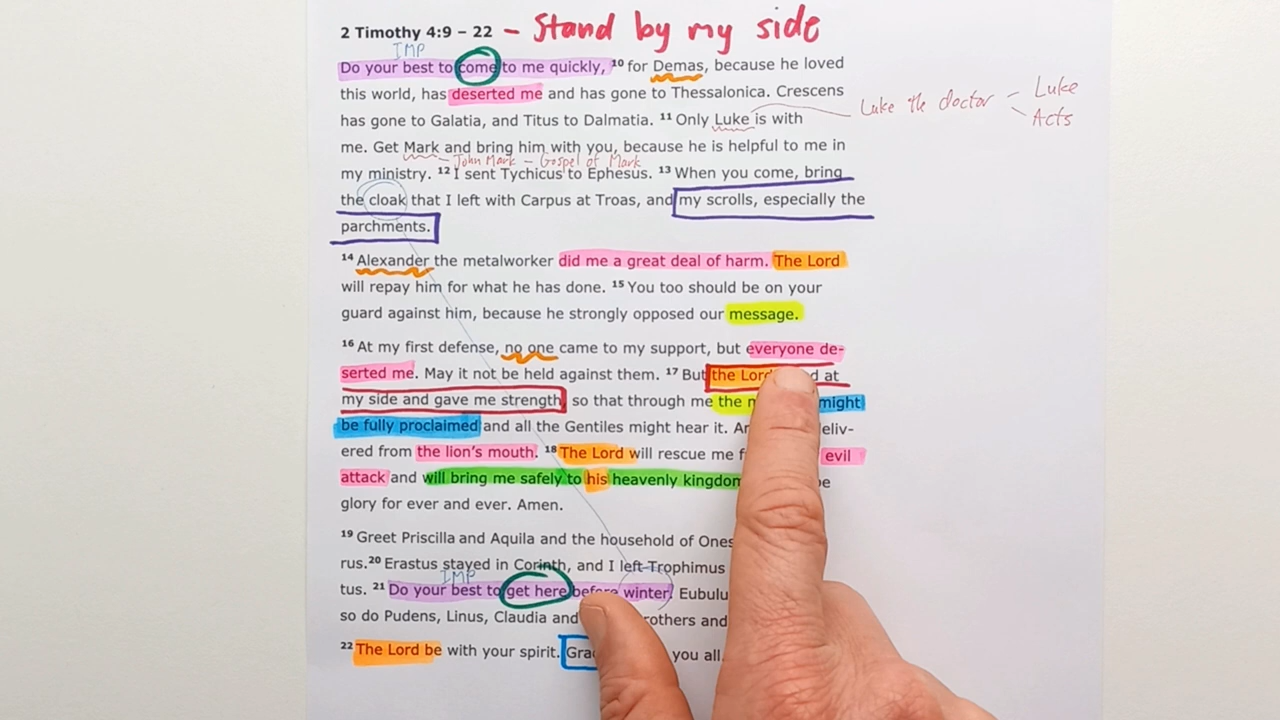 2 Timothy 4:9 – 22 – Stand by my side
IMP
Do your best to come to me quickly, 10 for Demas, because he loved
this world, has deserted me and has gone to Thessalonica. Crescens
Luke the doctor – Luke
Acts
has gone to Galatia, and Titus to Dalmatia. 11 Only Luke is with
me. Get Mark and bring him with you, because he is helpful to me in
John Mark – Gospel of Mark
my ministry. 12 I sent Tychicus to Ephesus. 13 When you come, bring
the cloak that I left with Carpus at Troas, and my scrolls, especially the
parchments.
14 Alexander the metalworker did me a great deal of harm. The Lord
will repay him for what he has done. 15 You too should be on your
guard against him, because he strongly opposed our message.
16 At my first defense, no one came to my support, but everyone de-
serted me. May it not be held against them. 17 But the Lord at
my side and gave me strength, so that through me the might
be fully proclaimed and all the Gentiles might hear it. deliv-
ered from the lion's mouth. 18 The Lord will rescue me evil
attack and will bring me safely to his heavenly kingdom
glory for ever and ever. Amen.
19 Greet Priscilla and Aquila and the household of
rus. 20 Erastus stayed in Corinth, and I left Trophimus
IMP
tus. 21 Do your best to get here before winter. 
so do Pudens, Linus, Claudia and and
22 The Lord be with your spirit. you all.